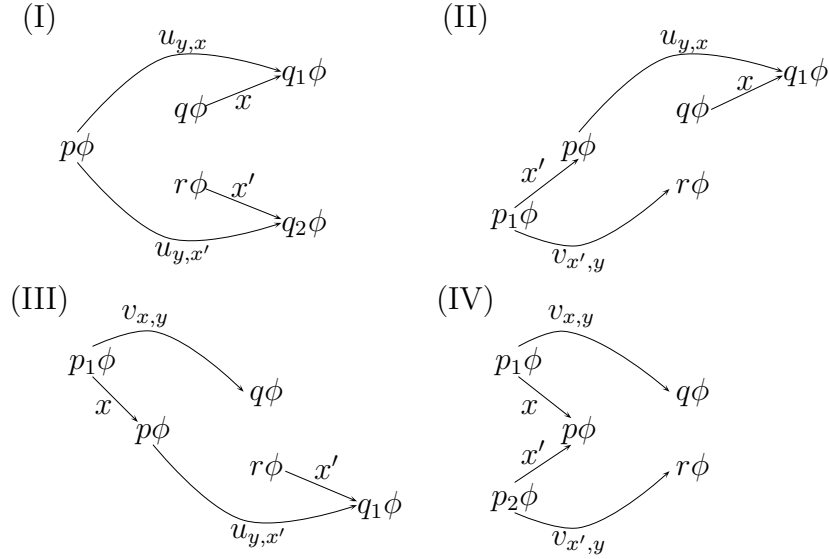 (I)
u_{y,x}
q_1ϕ
qϕ
x
pϕ
rϕ
x′
q_2ϕ
u_{y,x′}
(II)
u_{y,x}
q_1ϕ
qϕ
x
pϕ
x′
rϕ
p_1ϕ
v_{x′,y}
(III)
v_{x,y}
p_1ϕ
qϕ
x
pϕ
rϕ
x′
q_1ϕ
u_{y,x′}
(IV)
v_{x,y}
p_1ϕ
qϕ
x
pϕ
x′
rϕ
p_2ϕ
v_{x′,y}